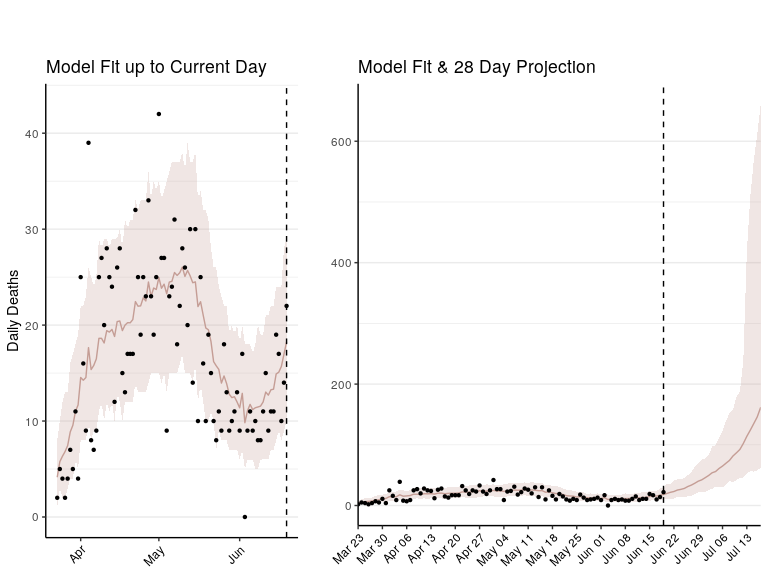 Model Fit up to Current Day
Model Fit & 28 Day Projection
Daily Deaths
40
30
20
10
0
Apr
May
Jun
600
400
200
0
Mar 23
Mar 30
Apr 06
Apr 13
Apr 20
Apr 27
May 04
May 11
May 18
May 25
Jun 01
Jun 08
Jun 15
Jun 22
Jun 29
Jul 06
Jul 13